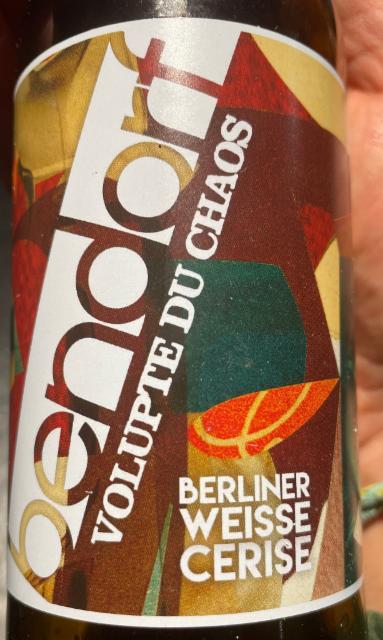 bendorf
VOLUPTE DU CHAOS
BERLINER
WEISSE
CERISE